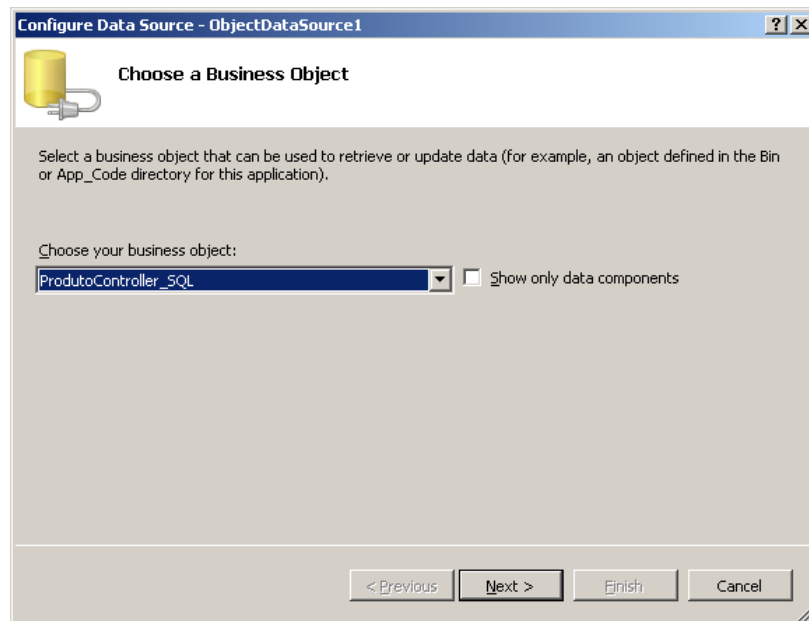 Configure Data Source - ObjectDataSource1
Choose a Business Object
Select a business object that can be used to retrieve or update data (for example, an object defined in the Bin
or App_Code directory for this application).
Choose your business object:
ProdutoController_SQL
Show only data components
< Previous
Next >
Finish
Cancel